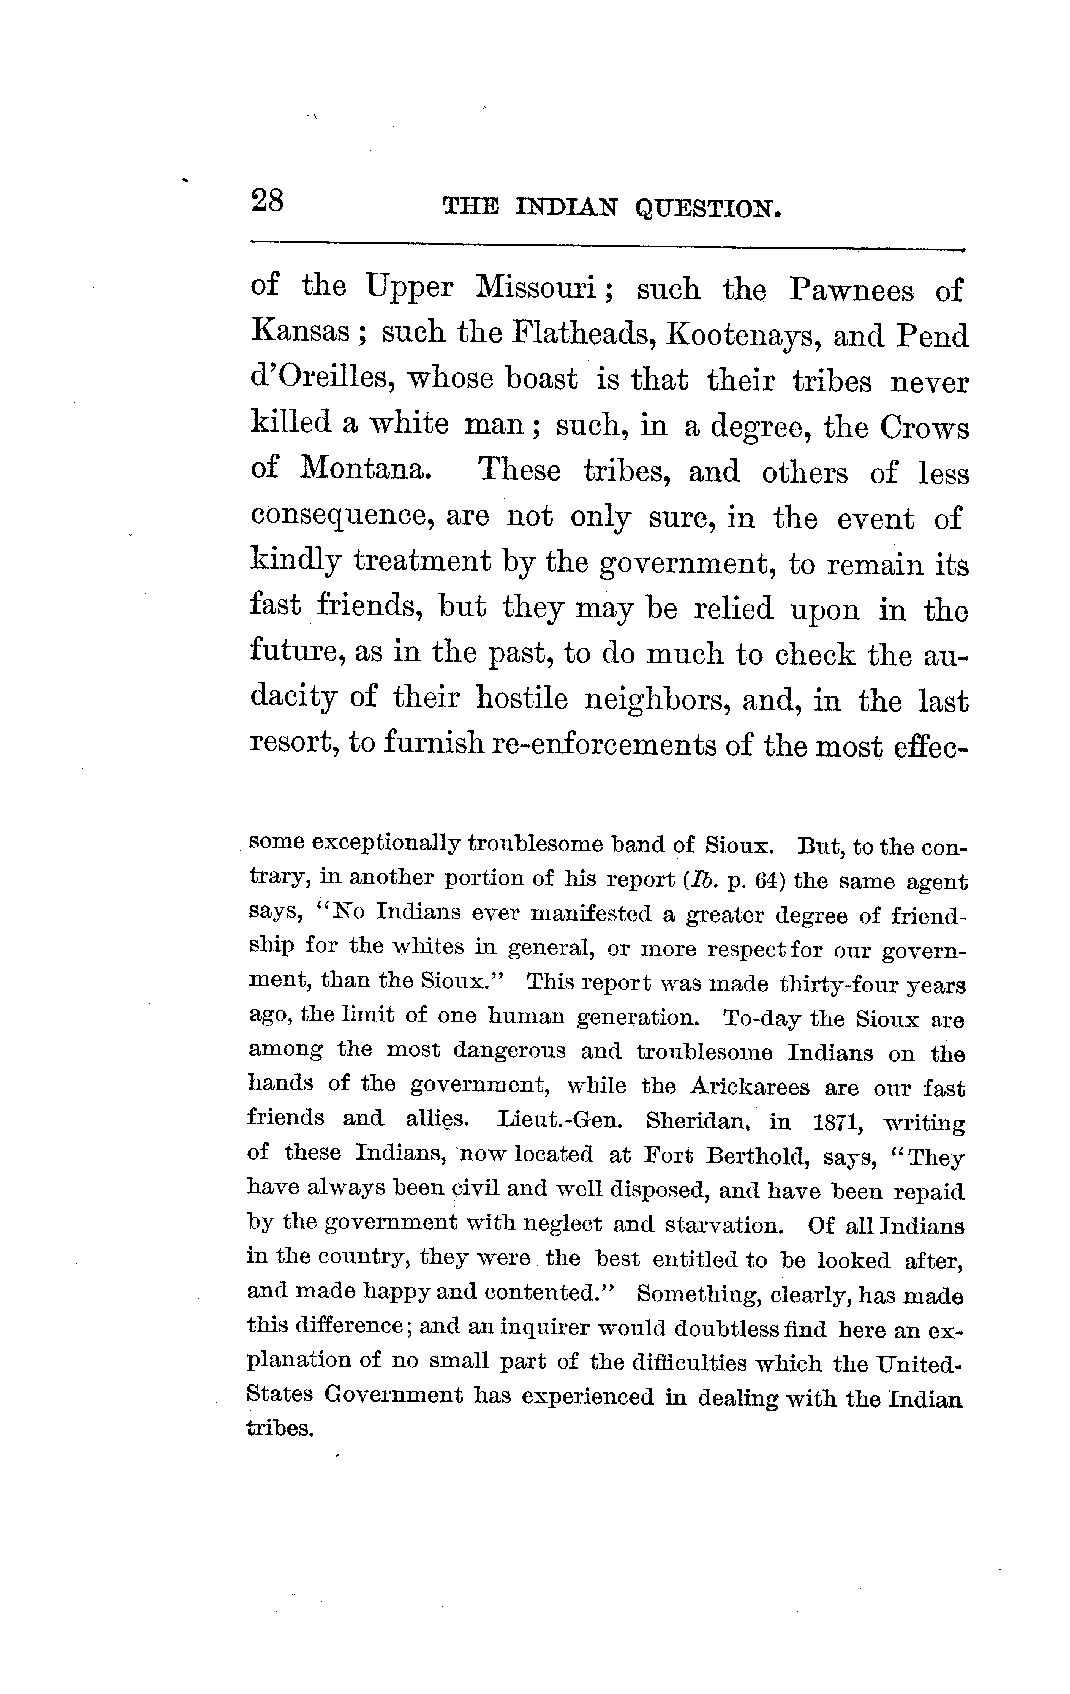 28 THE INDIAN QUESTION.
of the Upper Missouri; such the Pawnees of
Kansas; such the Flatheads, Kootenays, and Pend
d'Oreilles, whose boast is that their tribes never
killed a white man; such, in a degree, the Crows
of Montana. These tribes, and others of less
consequence, are not only sure, in the event of
kindly treatment by the government, to remain its
fast friends, but they may be relied upon in the
future, as in the past, to do much to check the au-
dacity of their hostile neighbors, and, in the last
resort, to furnish re-enforcements of the most effec-
some exceptionally troublesome band of Sioux. But, to the con-
trary, in another portion of his report (Ib. p. 64) the same agent
says, "No Indians ever manifested a greater degree of friend-
ship for the whites in general, or more respect for our govern-
ment, than the Sioux." This report was made thirty-four years
ago, the limit of one human generation. To-day the Sioux are
among the most dangerous and troublesome Indians on the
hands of the government, while the Arickarees are our fast
friends and allies. Lieut.-Gen. Sheridan, in 1871, writing
of these Indians, now located at Fort Berthold, says, "They
have always been civil and well disposed, and have been repaid
by the government with neglect and starvation. Of all Indians
in the country, they were the best entitled to be looked after,
and made happy and contented." Something, clearly, has made
this difference; and an inquirer would doubtless find here an ex-
planation of no small part of the difficulties which the United-
States Government has experienced in dealing with the Indian
tribes.